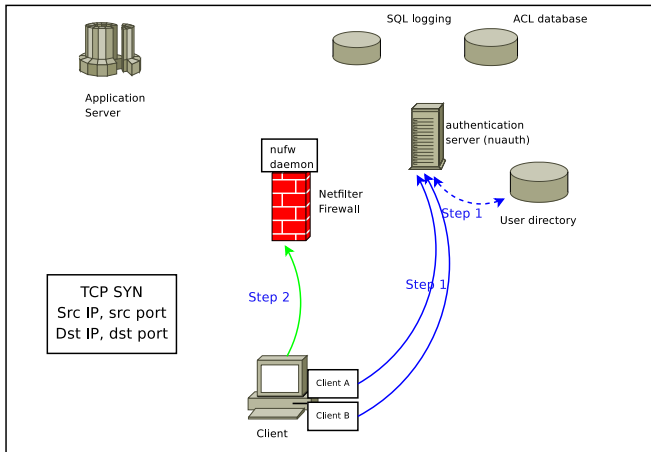 SQL logging
ACL database
Application
Server
authentication
server (nuauth)
nufw
daemon
Netfilter
Firewall
Step 1
User directory
TCP SYN
Src IP, src port
Dst IP, dst port
Step 2
Step 1
Client A
Client B
Client